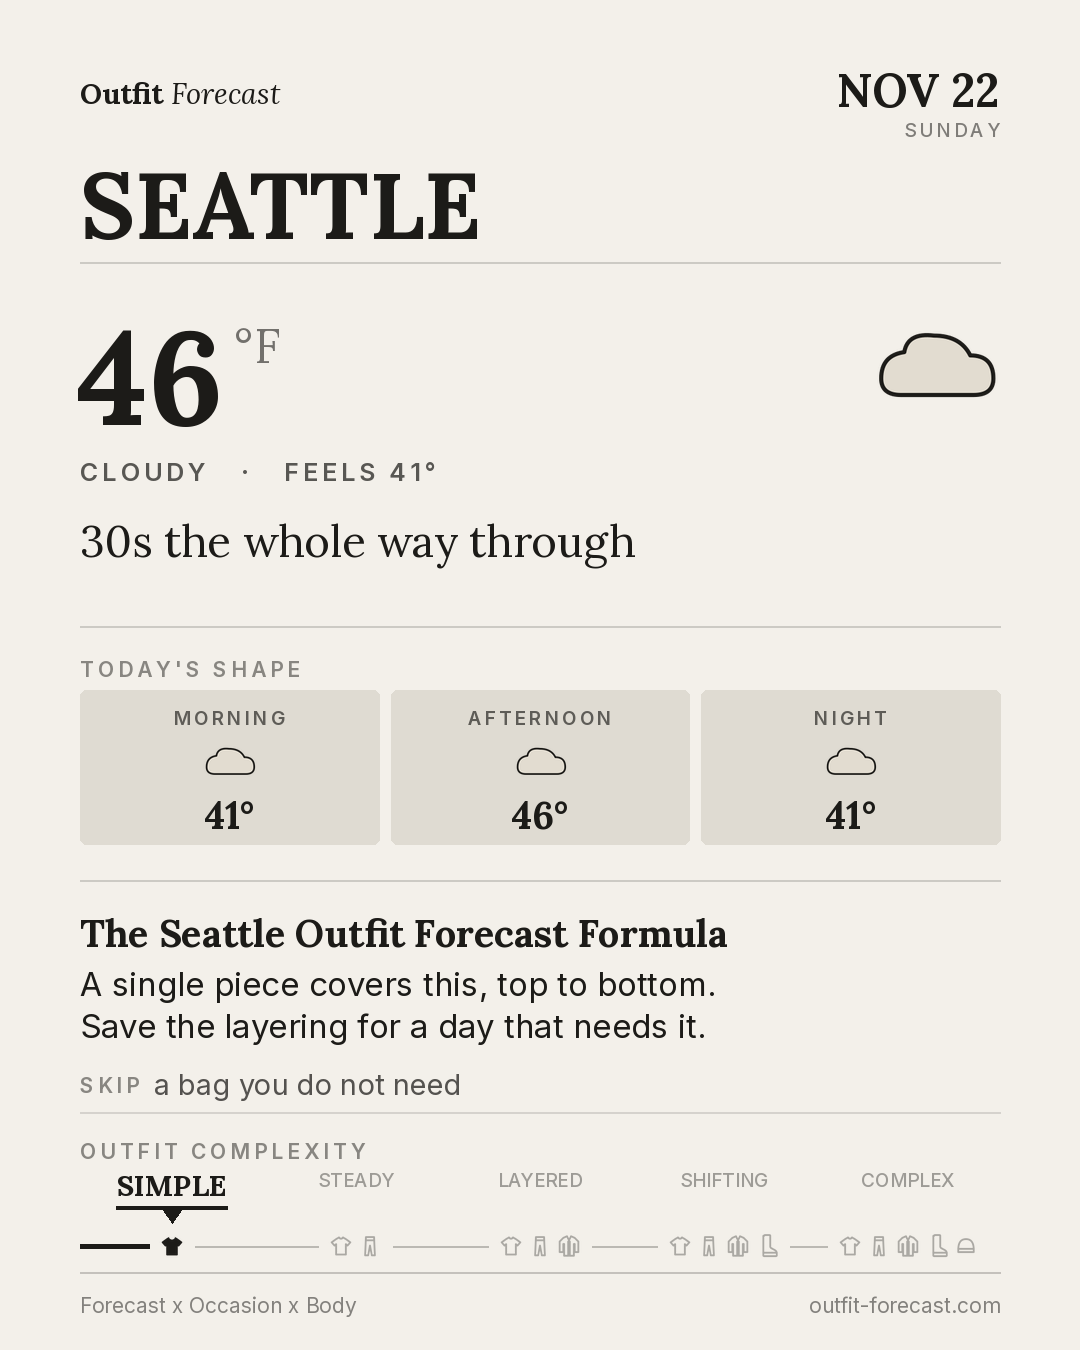 Outfit Forecast
NOV 22
SUNDAY
SEATTLE
46 °F
CLOUDY · FEELS 41°
30s the whole way through
TODAY'S SHAPE
MORNING
41°
AFTERNOON
46°
NIGHT
41°
The Seattle Outfit Forecast Formula
A single piece covers this, top to bottom.
Save the layering for a day that needs it.
SKIP a bag you do not need
OUTFIT COMPLEXITY
SIMPLE STEADY LAYERED SHIFTING COMPLEX
Forecast x Occasion x Body
outfit-forecast.com